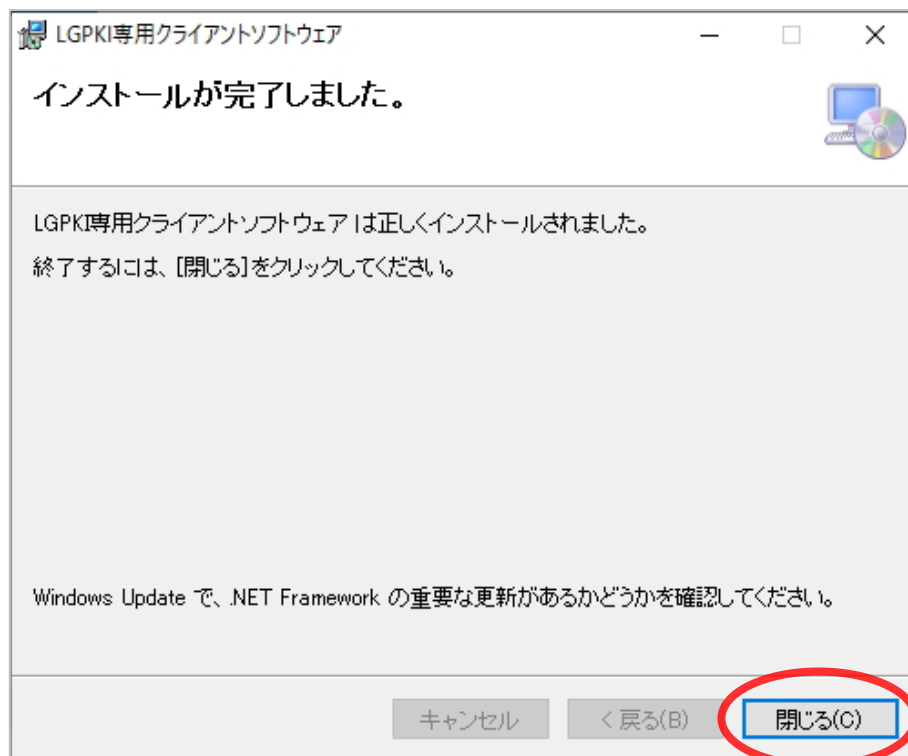 LGPKI専用クライアントソフトウェア
インストールが完了しました。
LGPKI専用クライアントソフトウェア は正しくインストールされました。
終了するには、[閉じる]をクリックしてください。
Windows Update で、.NET Framework の重要な更新があるかどうかを確認してください。
キャンセル
< 戻る(B)
閉じる(C)